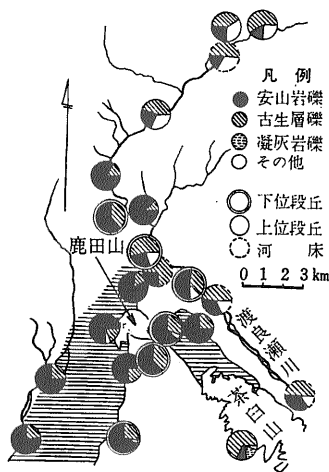 凡例
安山岩礫
古生層礫
凝灰岩礫
その他
下位段丘
上位段丘
河床
0 1 2 3 km
鹿田山
渡良瀬川
茶臼山